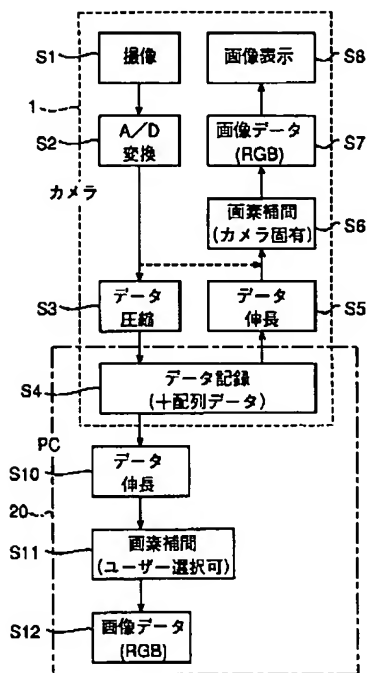 S1
撮像
画像表示
S8
1
S2
A/D
変換
画像データ
(RGB)
S7
カメラ
画素補間
(カメラ固有)
S6
S3
データ
圧縮
データ
伸長
S5
S4
データ記録
(+配列データ)
PC
S10
データ
伸長
20
S11
画素補間
(ユーザー選択可)
S12
画像データ
(RGB)